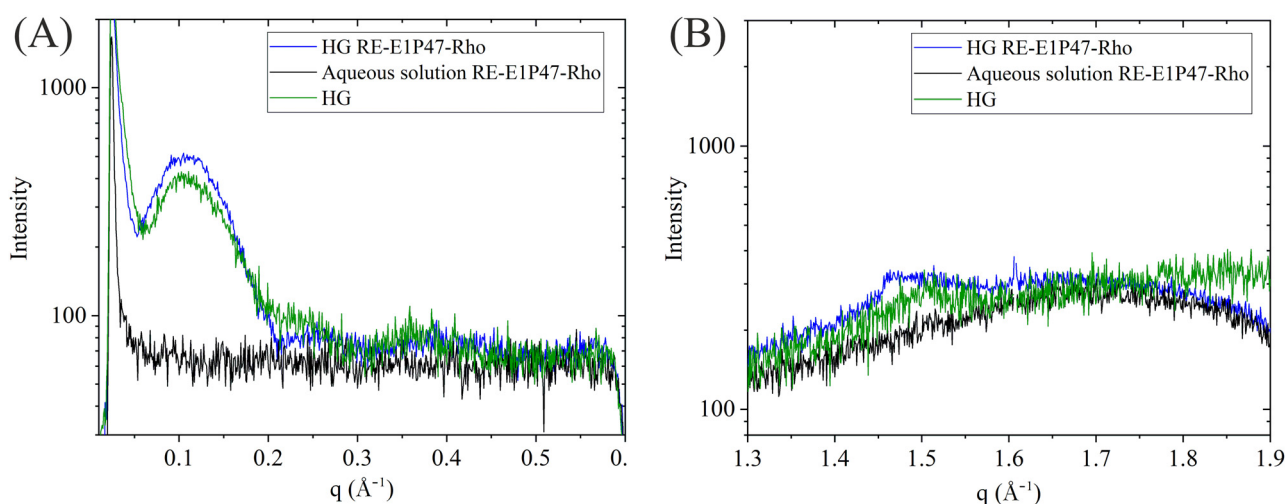 (A)
HG RE-E1P47-Rho
Aqueous solution RE-E1P47-Rho
HG
1000
100
Intensity
0.1 0.2 0.3 0.4 0.5 0.
q (Å⁻¹)
(B)
HG RE-E1P47-Rho
Aqueous solution RE-E1P47-Rho
HG
1000
100
Intensity
1.3 1.4 1.5 1.6 1.7 1.8 1.9
q (Å⁻¹)